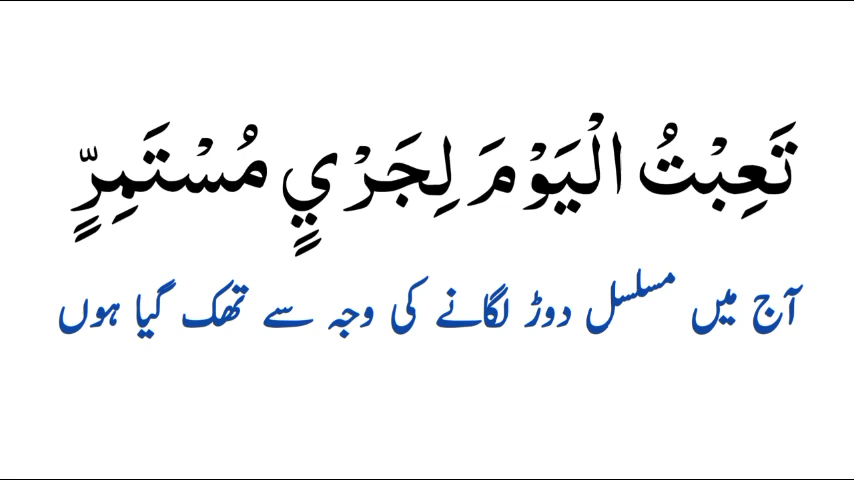 تَعِبْتُ الْيَوْمَ لِجَرْيٍ مُسْتَمِرٍّ
آج میں مسلسل دوڑ لگانے کی وجہ سے تھک گیا ہوں